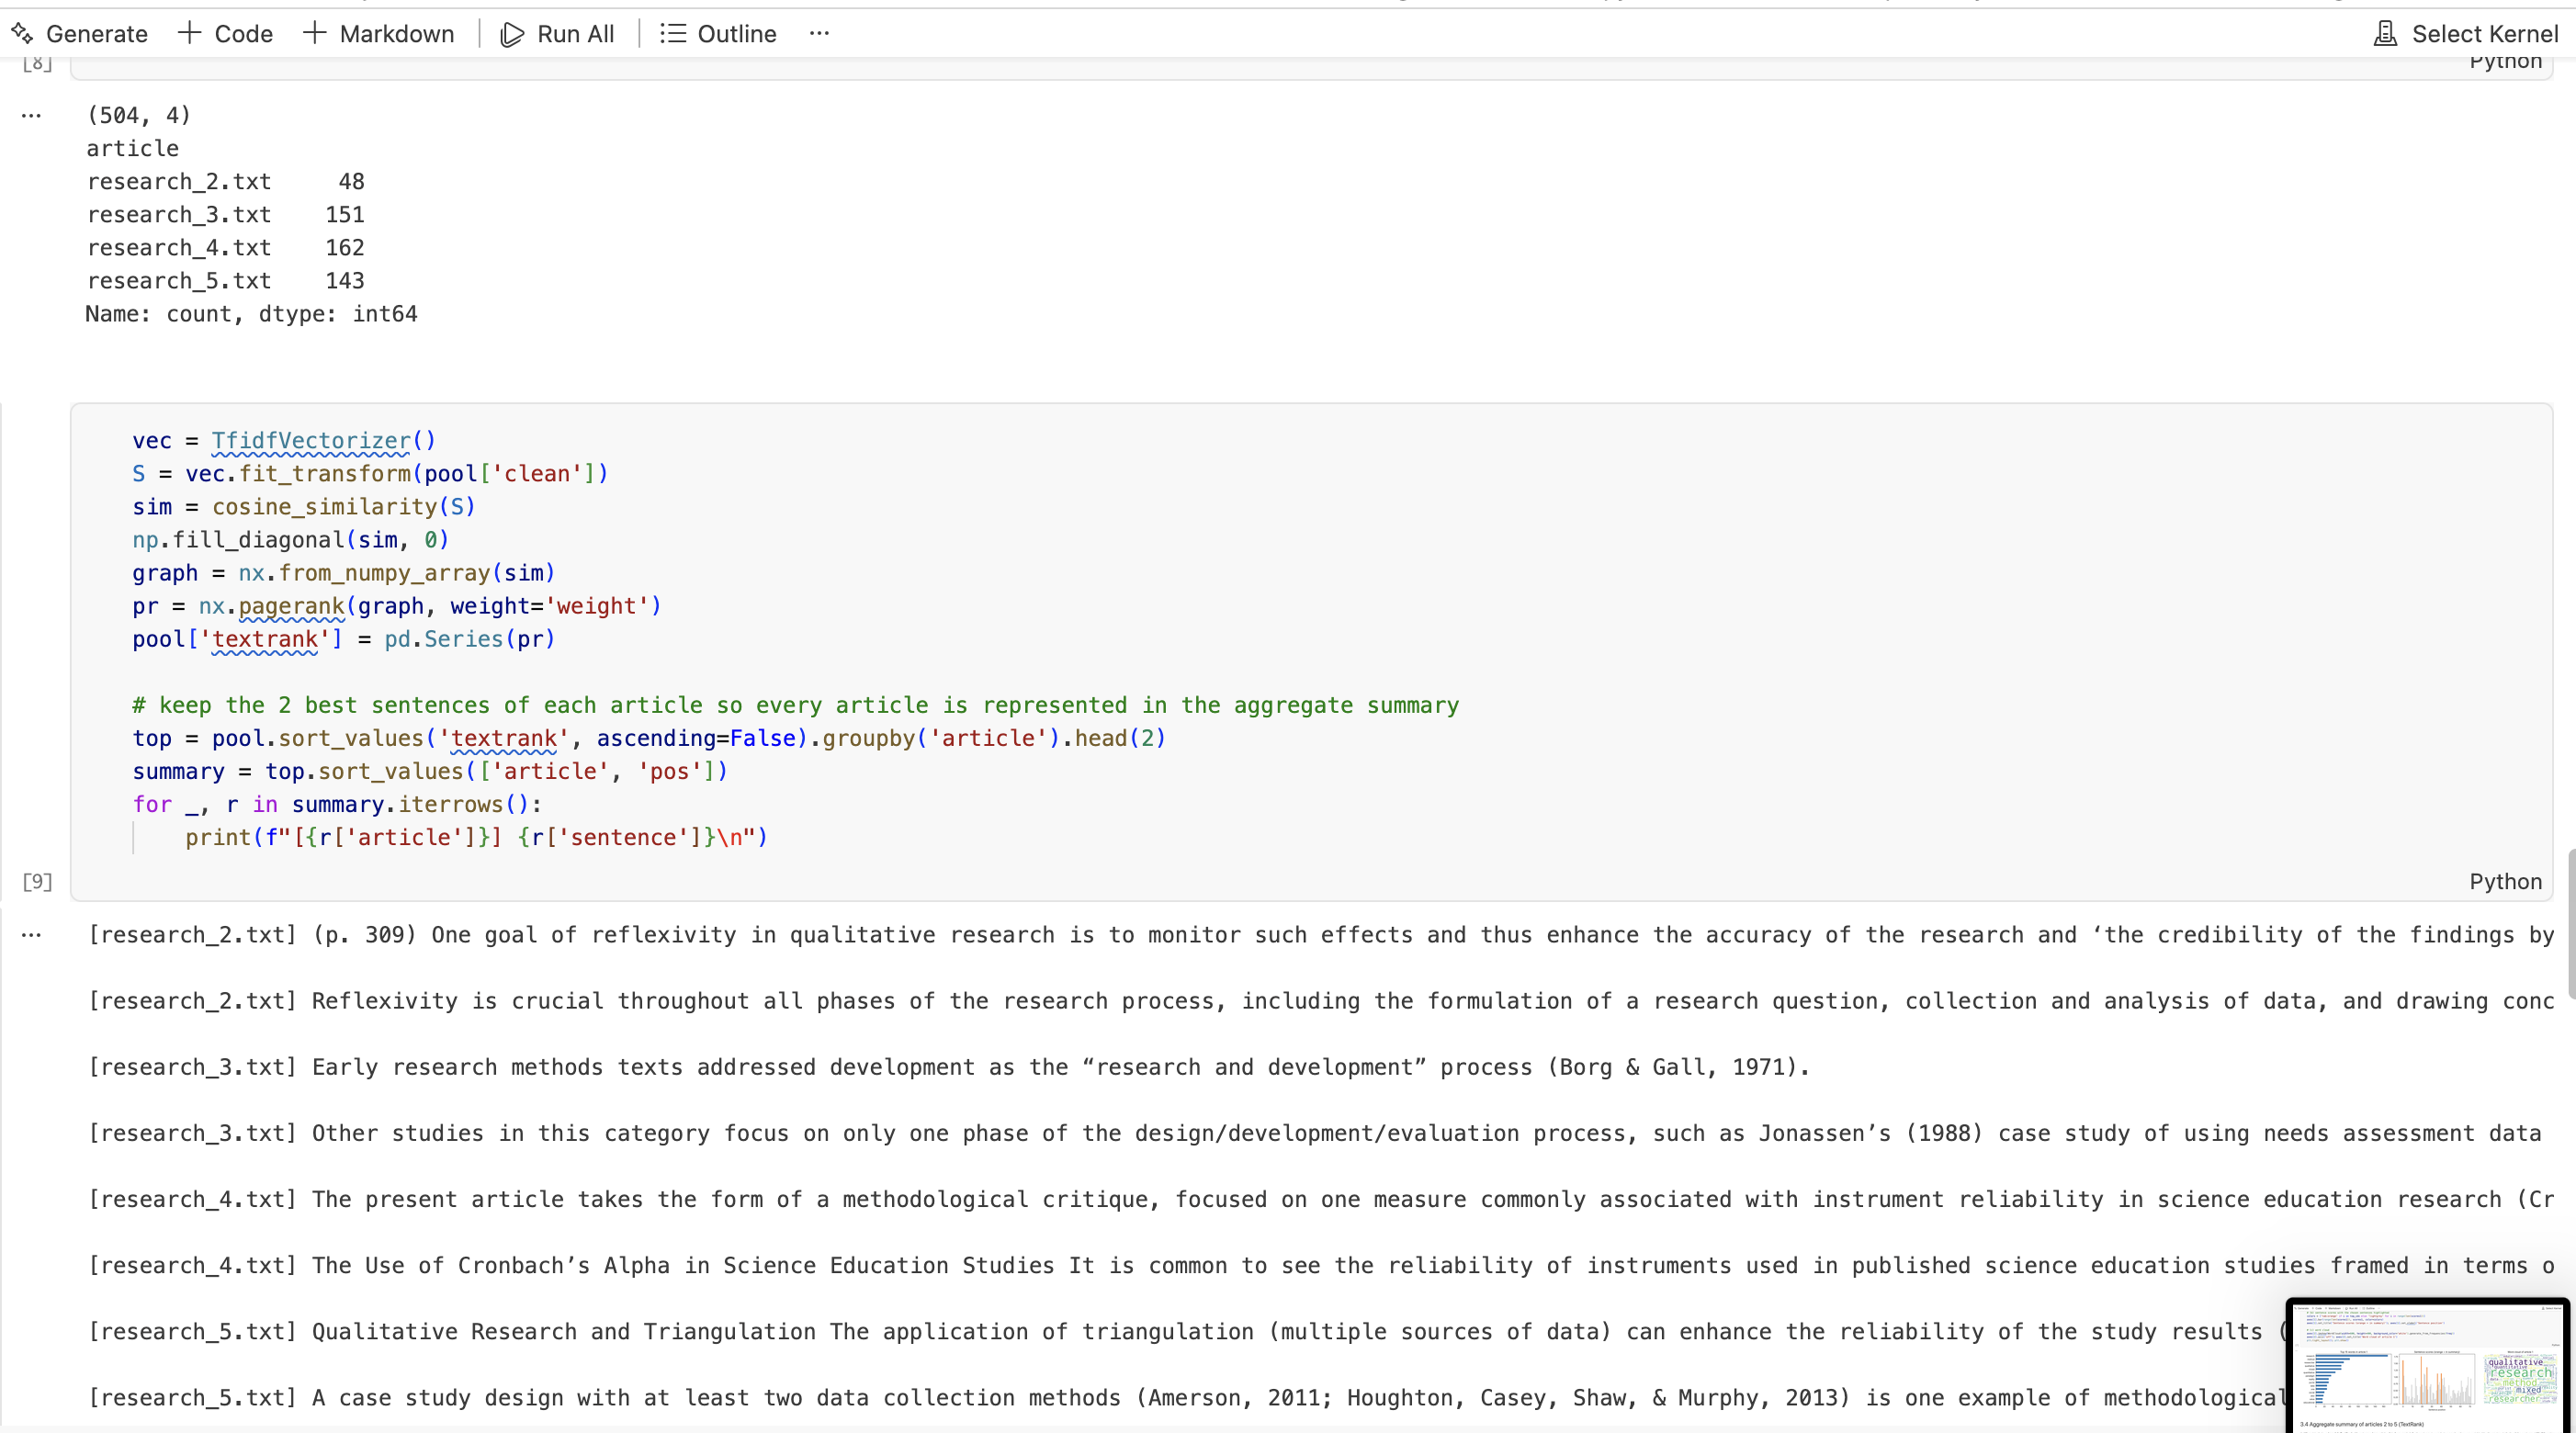 Generate + Code + Markdown Run All Outline ... Select Kernel
[8] Python
... (504, 4)
article
research_2.txt 48
research_3.txt 151
research_4.txt 162
research_5.txt 143
Name: count, dtype: int64
vec = TfidfVectorizer()
S = vec.fit_transform(pool['clean'])
sim = cosine_similarity(S)
np.fill_diagonal(sim, 0)
graph = nx.from_numpy_array(sim)
pr = nx.pagerank(graph, weight='weight')
pool['textrank'] = pd.Series(pr)
# keep the 2 best sentences of each article so every article is represented in the aggregate summary
top = pool.sort_values('textrank', ascending=False).groupby('article').head(2)
summary = top.sort_values(['article', 'pos'])
for _, r in summary.iterrows():
    print(f"[{r['article']}] {r['sentence']}\n")
[9] Python
... [research_2.txt] (p. 309) One goal of reflexivity in qualitative research is to monitor such effects and thus enhance the accuracy of the research and ‘the credibility of the findings by
[research_2.txt] Reflexivity is crucial throughout all phases of the research process, including the formulation of a research question, collection and analysis of data, and drawing conc
[research_3.txt] Early research methods texts addressed development as the “research and development” process (Borg & Gall, 1971).
[research_3.txt] Other studies in this category focus on only one phase of the design/development/evaluation process, such as Jonassen’s (1988) case study of using needs assessment data
[research_4.txt] The present article takes the form of a methodological critique, focused on one measure commonly associated with instrument reliability in science education research (Cr
[research_4.txt] The Use of Cronbach’s Alpha in Science Education Studies It is common to see the reliability of instruments used in published science education studies framed in terms o
[research_5.txt] Qualitative Research and Triangulation The application of triangulation (multiple sources of data) can enhance the reliability of the study results (
[research_5.txt] A case study design with at least two data collection methods (Amerson, 2011; Houghton, Casey, Shaw, & Murphy, 2013) is one example of methodological
qualitative
research
method
mixed
researcher
3.4 Aggregate summary of articles 2 to 5 (TextRank)